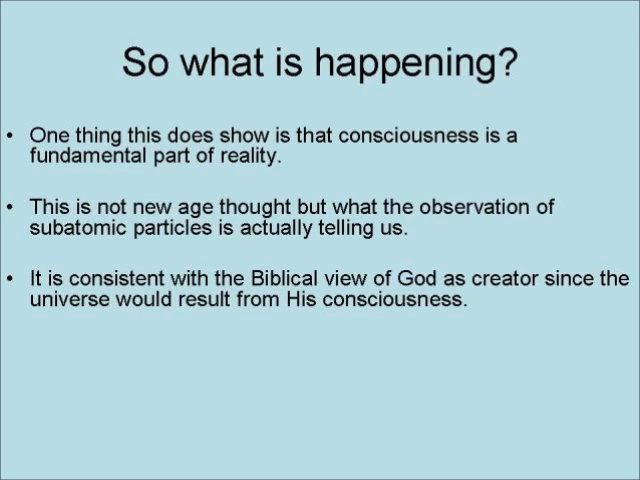 So what is happening?
• One thing this does show is that consciousness is a
fundamental part of reality.
• This is not new age thought but what the observation of
subatomic particles is actually telling us.
• It is consistent with the Biblical view of God as creator since the
universe would result from His consciousness.